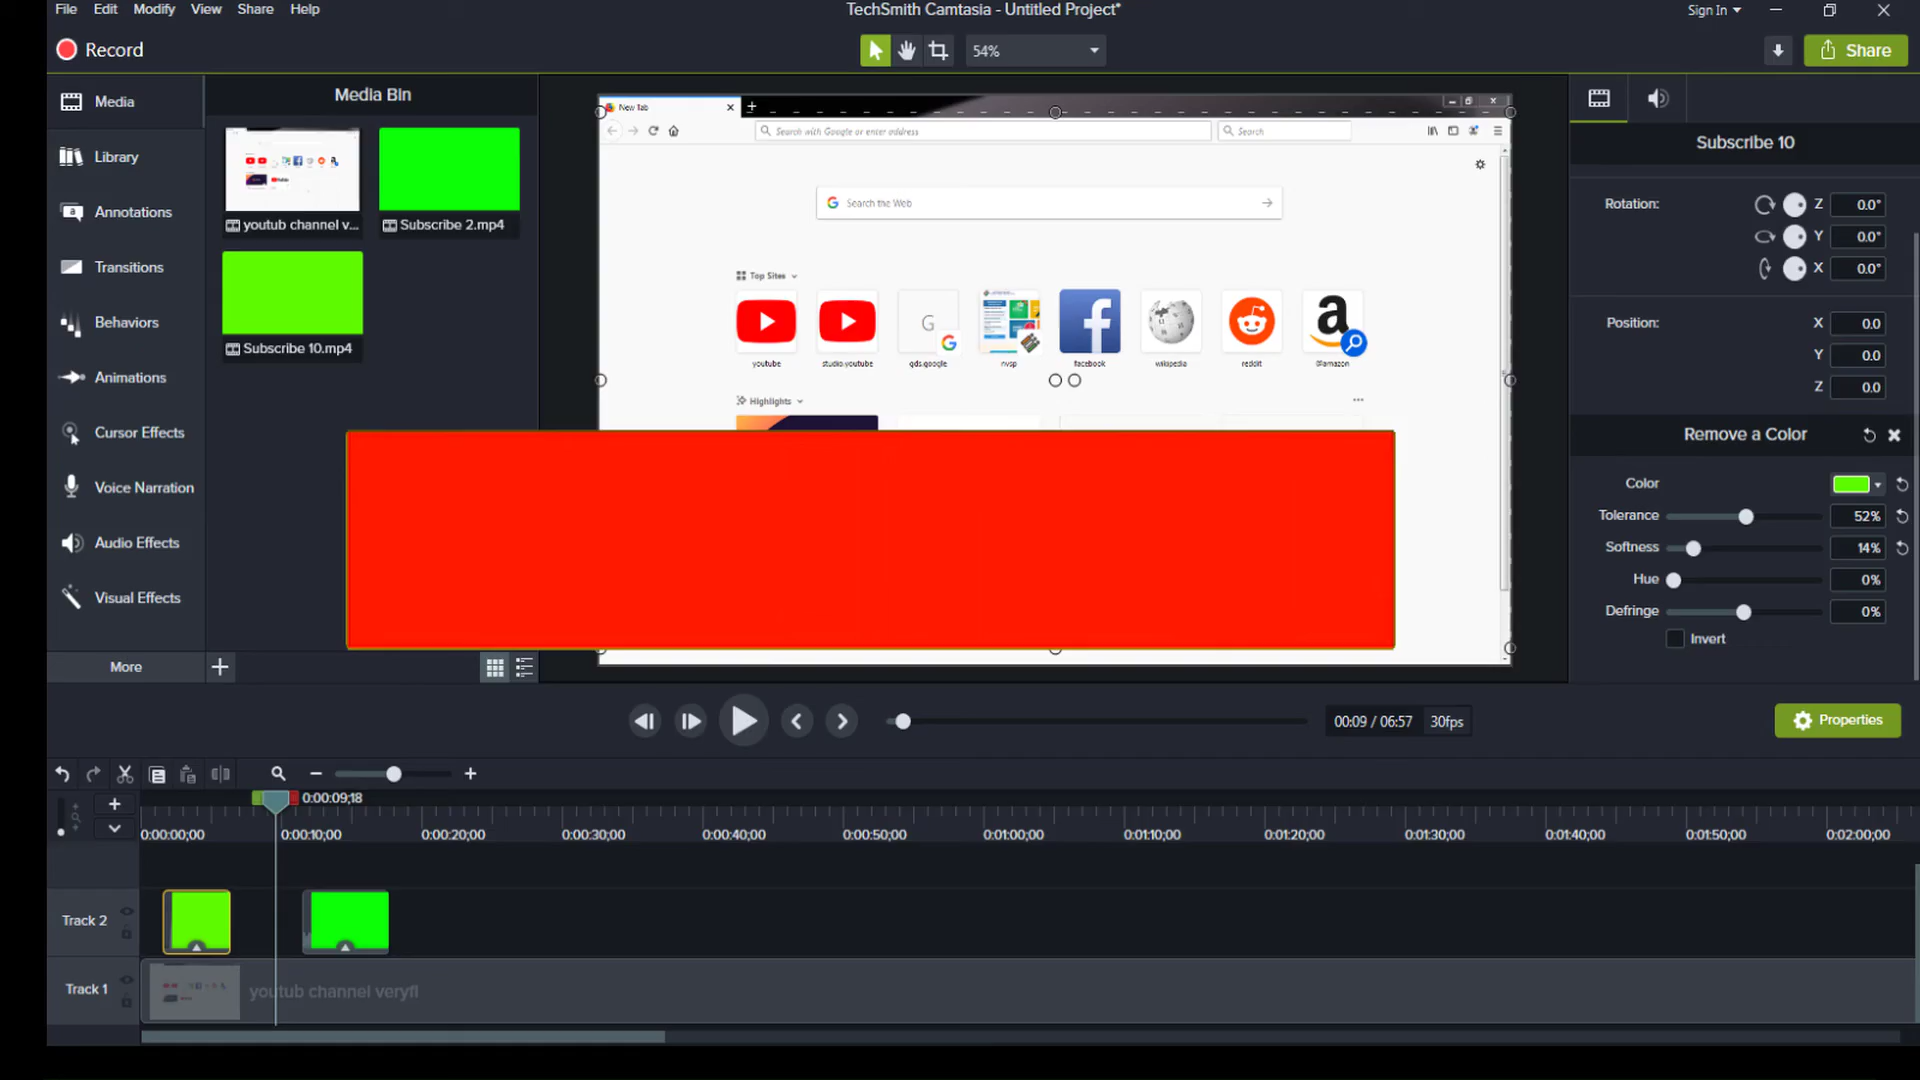 File Edit Modify View Share Help
TechSmith Camtasia - Untitled Project*
Sign In
Record
54%
Share
Media
Library
Annotations
Transitions
Behaviors
Animations
Cursor Effects
Voice Narration
Audio Effects
Visual Effects
More
Media Bin
youtub channel v...
Subscribe 2.mp4
Subscribe 10.mp4
New Tab
Search with Google or enter address
Search
Search the Web
Top Sites
youtube
studio.youtube
gds.google
nvsp
facebook
wikipedia
reddit
@amazon
Highlights
Subscribe 10
Rotation:
Z 0.0°
Y 0.0°
X 0.0°
Position:
X 0.0
Y 0.0
Z 0.0
Remove a Color
Color
Tolerance 52%
Softness 14%
Hue 0%
Defringe 0%
Invert
00:09 / 06:57 30fps
Properties
0:00:09;18
0:00:00;00 0:00:10;00 0:00:20;00 0:00:30;00 0:00:40;00 0:00:50;00 0:01:00;00 0:01:10;00 0:01:20;00 0:01:30;00 0:01:40;00 0:01:50;00 0:02:00;00
Track 2
Track 1
youtub channel veryfi